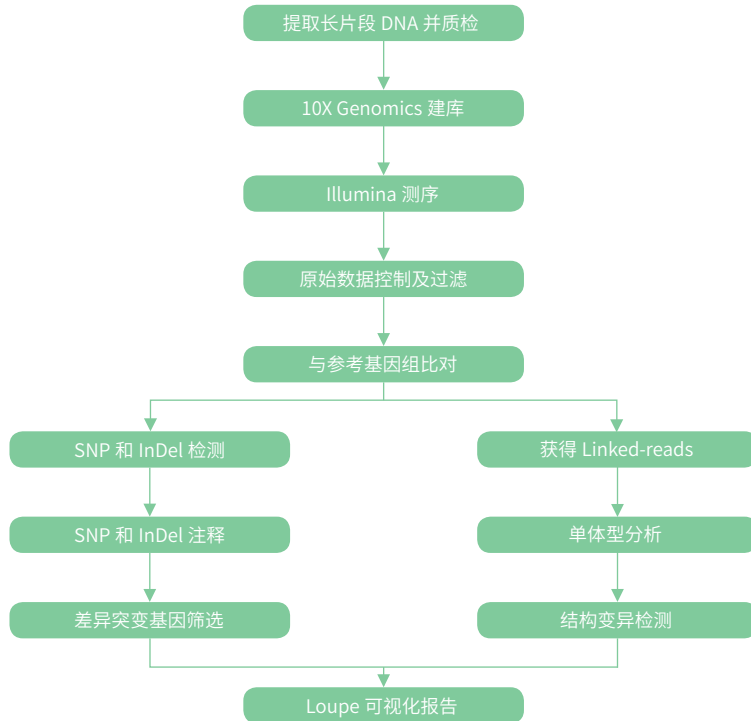 提取长片段 DNA 并质检
10X Genomics 建库
Illumina 测序
原始数据控制及过滤
与参考基因组比对
SNP 和 InDel 检测
获得 Linked-reads
SNP 和 InDel 注释
单体型分析
差异突变基因筛选
结构变异检测
Loupe 可视化报告